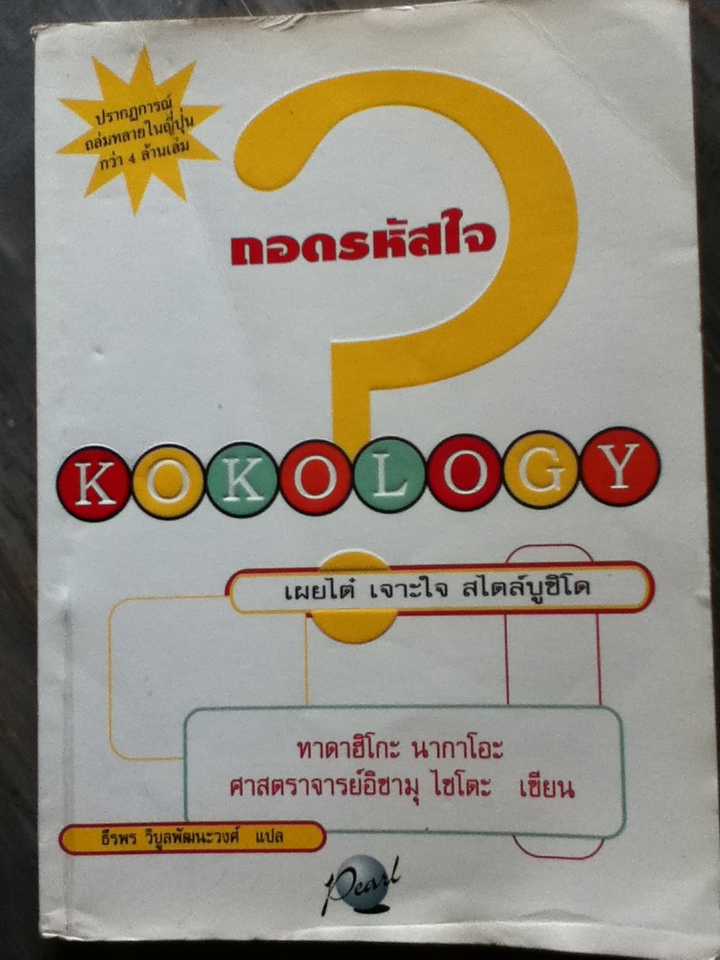 ปรากฏการณ์
ถล่มทลายในญี่ปุ่น
กว่า 4 ล้านเล่ม
ถอดรหัสใจ
KOKOLOGY
เผยไต๋ เจาะใจ สไตล์บูชิโด
ทาดาฮิโกะ นากาโอะ
ศาสตราจารย์อิซามุ ไซโตะ เขียน
ธีรพร วิบูลพัฒนะวงศ์ แปล
Pearl